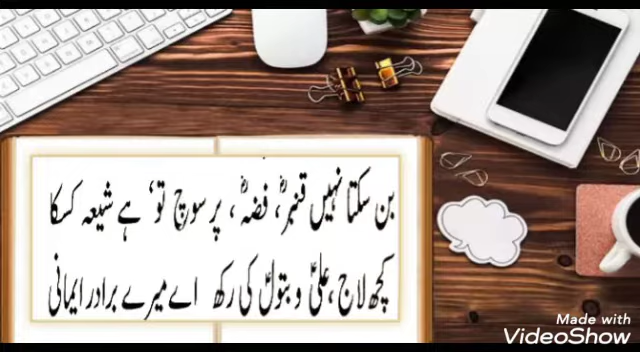 بن سکتا نہیں قنبرؓ، فضہؓ، پر سوچ تو، ہے شیعہ کسکا
کچھ لاج، علیؑ و بتولؑ کی رکھ اے میرے برادر ایمانی
Made with
VideoShow